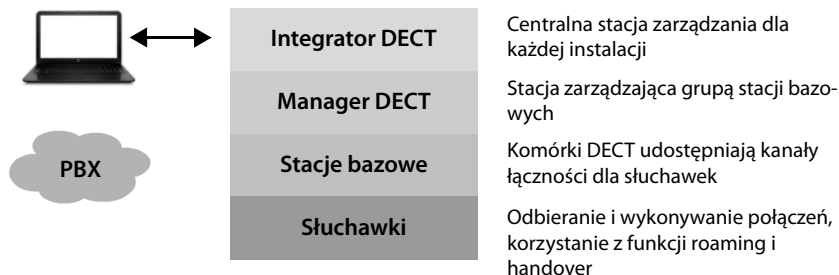 Integrator DECT
Centralna stacja zarządzania dla
każdej instalacji
Manager DECT
Stacja zarządzająca grupą stacji bazo-
wych
PBX
Stacje bazowe
Komórki DECT udostępniają kanały
łączności dla słuchawek
Słuchawki
Odbieranie i wykonywanie połączeń,
korzystanie z funkcji roaming i
handover